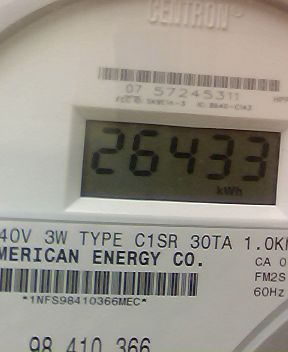 CENTRON®
07 57245311
26433
kWh
40V 3W TYPE C1SR 30TA 1.0K
MERICAN ENERGY CO.
CA 0
FM2S
*1NFS98410366MEC*
60Hz
98 410 366